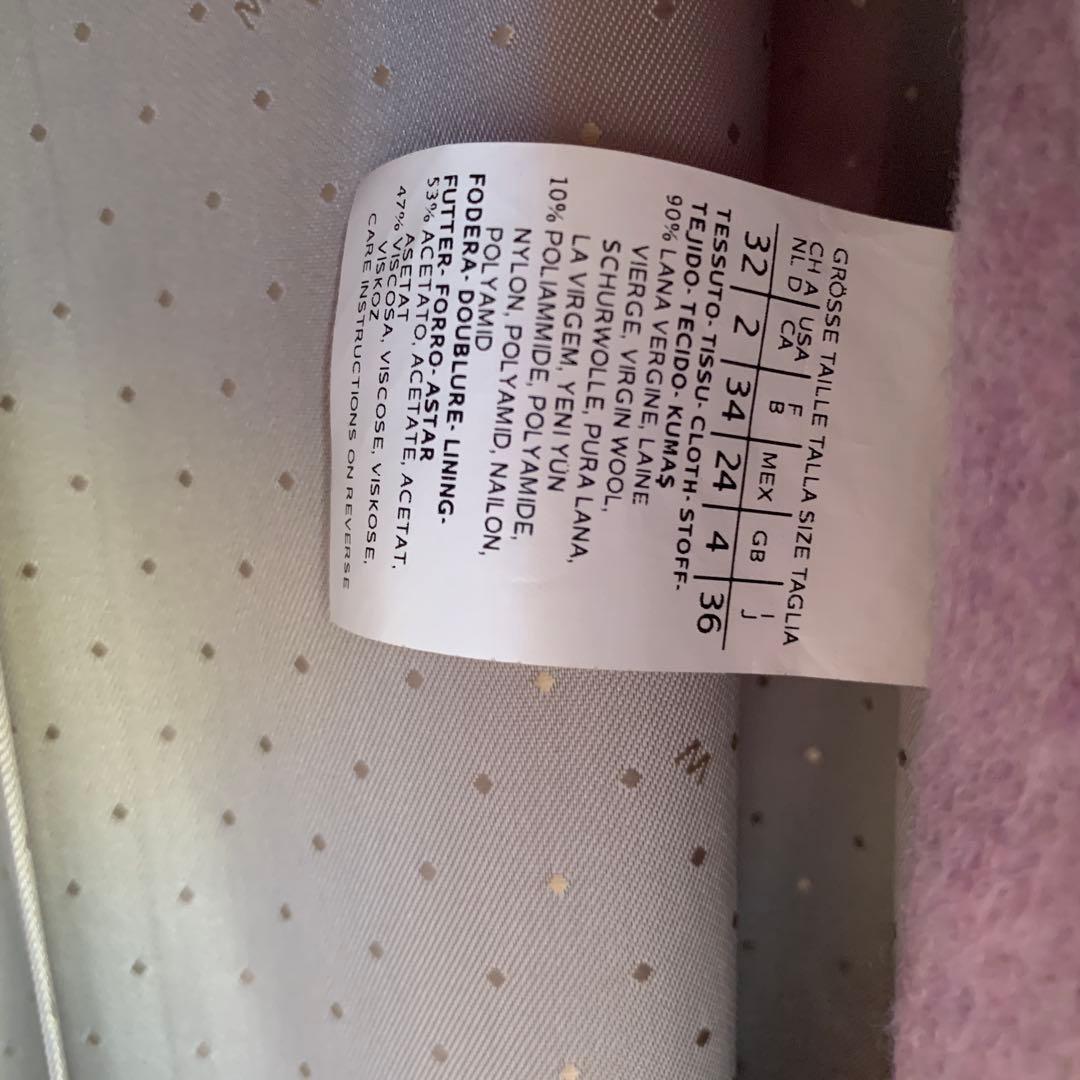 GRÖSSE TAILLE TALLA SIZE TAGLIA
CH A | USA | F | MEX | GB | I
NL D | CA | B | J
32 | 2 | 34 | 24 | 4 | 36
TESSUTO- TISSU- CLOTH- STOFF-
TEJIDO- TECIDO- KUMAŞ
90% LANA VERGINE, LAINE
VIERGE, VIRGIN WOOL,
SCHURWOLLE, PURA LANA,
LA VIRGEM, YENI YÜN
10% POLIAMMIDE, POLYAMIDE,
NYLON, POLYAMID, NAILON,
POLYAMID
FODERA- DOUBLURE- LINING-
FUTTER- FORRO- ASTAR
53% ACETATO, ACETATE, ACETAT,
ASETAT
47% VISCOSA, VISCOSE, VISKOSE,
VISKOZ
CARE INSTRUCTIONS ON REVERSE